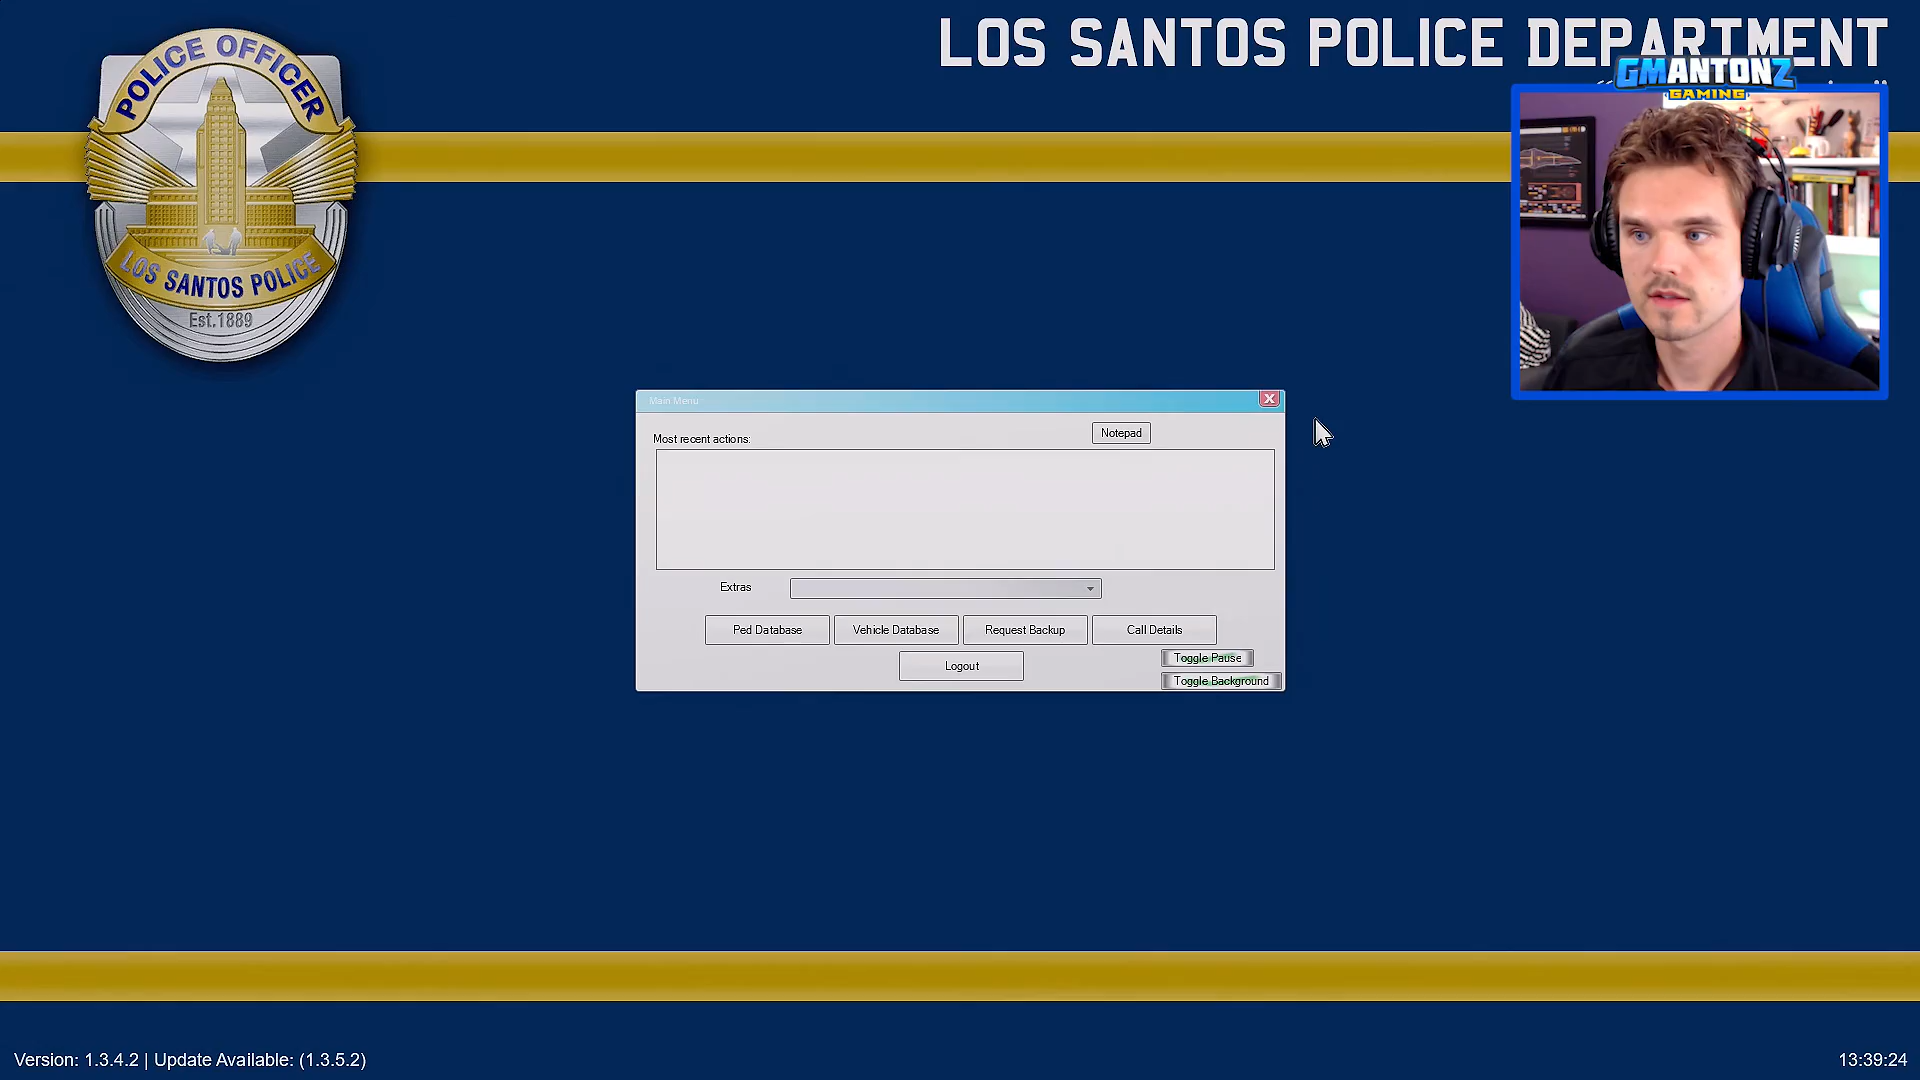 LOS SANTOS POLICE DEPARTMENT
POLICE OFFICER
LOS SANTOS POLICE
Est.1889
GMANTONZ
GAMING
Main Menu
Most recent actions:
Notepad
Extras
Ped Database
Vehicle Database
Request Backup
Call Details
Logout
Toggle Pause
Toggle Background
Version: 1.3.4.2 | Update Available: (1.3.5.2)
13:39:24